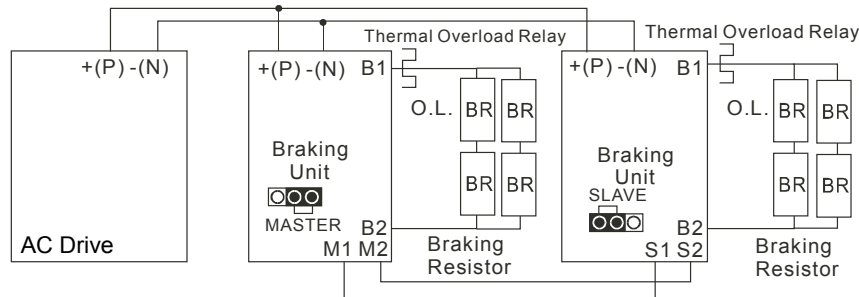 Thermal Overload Relay
Thermal Overload Relay
+(P) -(N)
+(P) -(N)
B1
+(P) -(N)
B1
O.L.
BR
BR
O.L.
BR
BR
Braking
Unit
MASTER
BR
BR
Braking
Unit
SLAVE
BR
BR
AC Drive
B2
M1 M2
Braking
Resistor
B2
S1 S2
Braking
Resistor